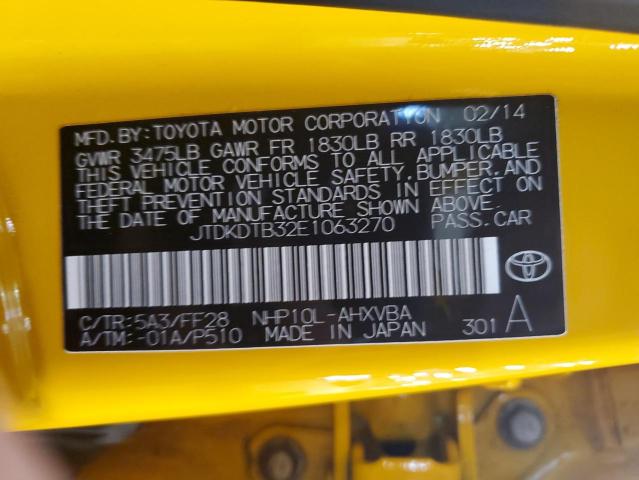 MFD.BY:TOYOTA MOTOR CORPORATION 02/14
GVWR 3475LB GAWR FR 1830LB RR 1830LB
THIS VEHICLE CONFORMS TO ALL APPLICABLE
FEDERAL MOTOR VEHICLE SAFETY,BUMPER,AND
THEFT PREVENTION STANDARDS IN EFFECT ON
THE DATE OF MANUFACTURE SHOWN ABOVE.
JTDKDTB32E1063270 PASS.CAR
C/TR:5A3/FF28 NHP10L-AHXVBA
A/TM:-01A/P510 MADE IN JAPAN 301 A